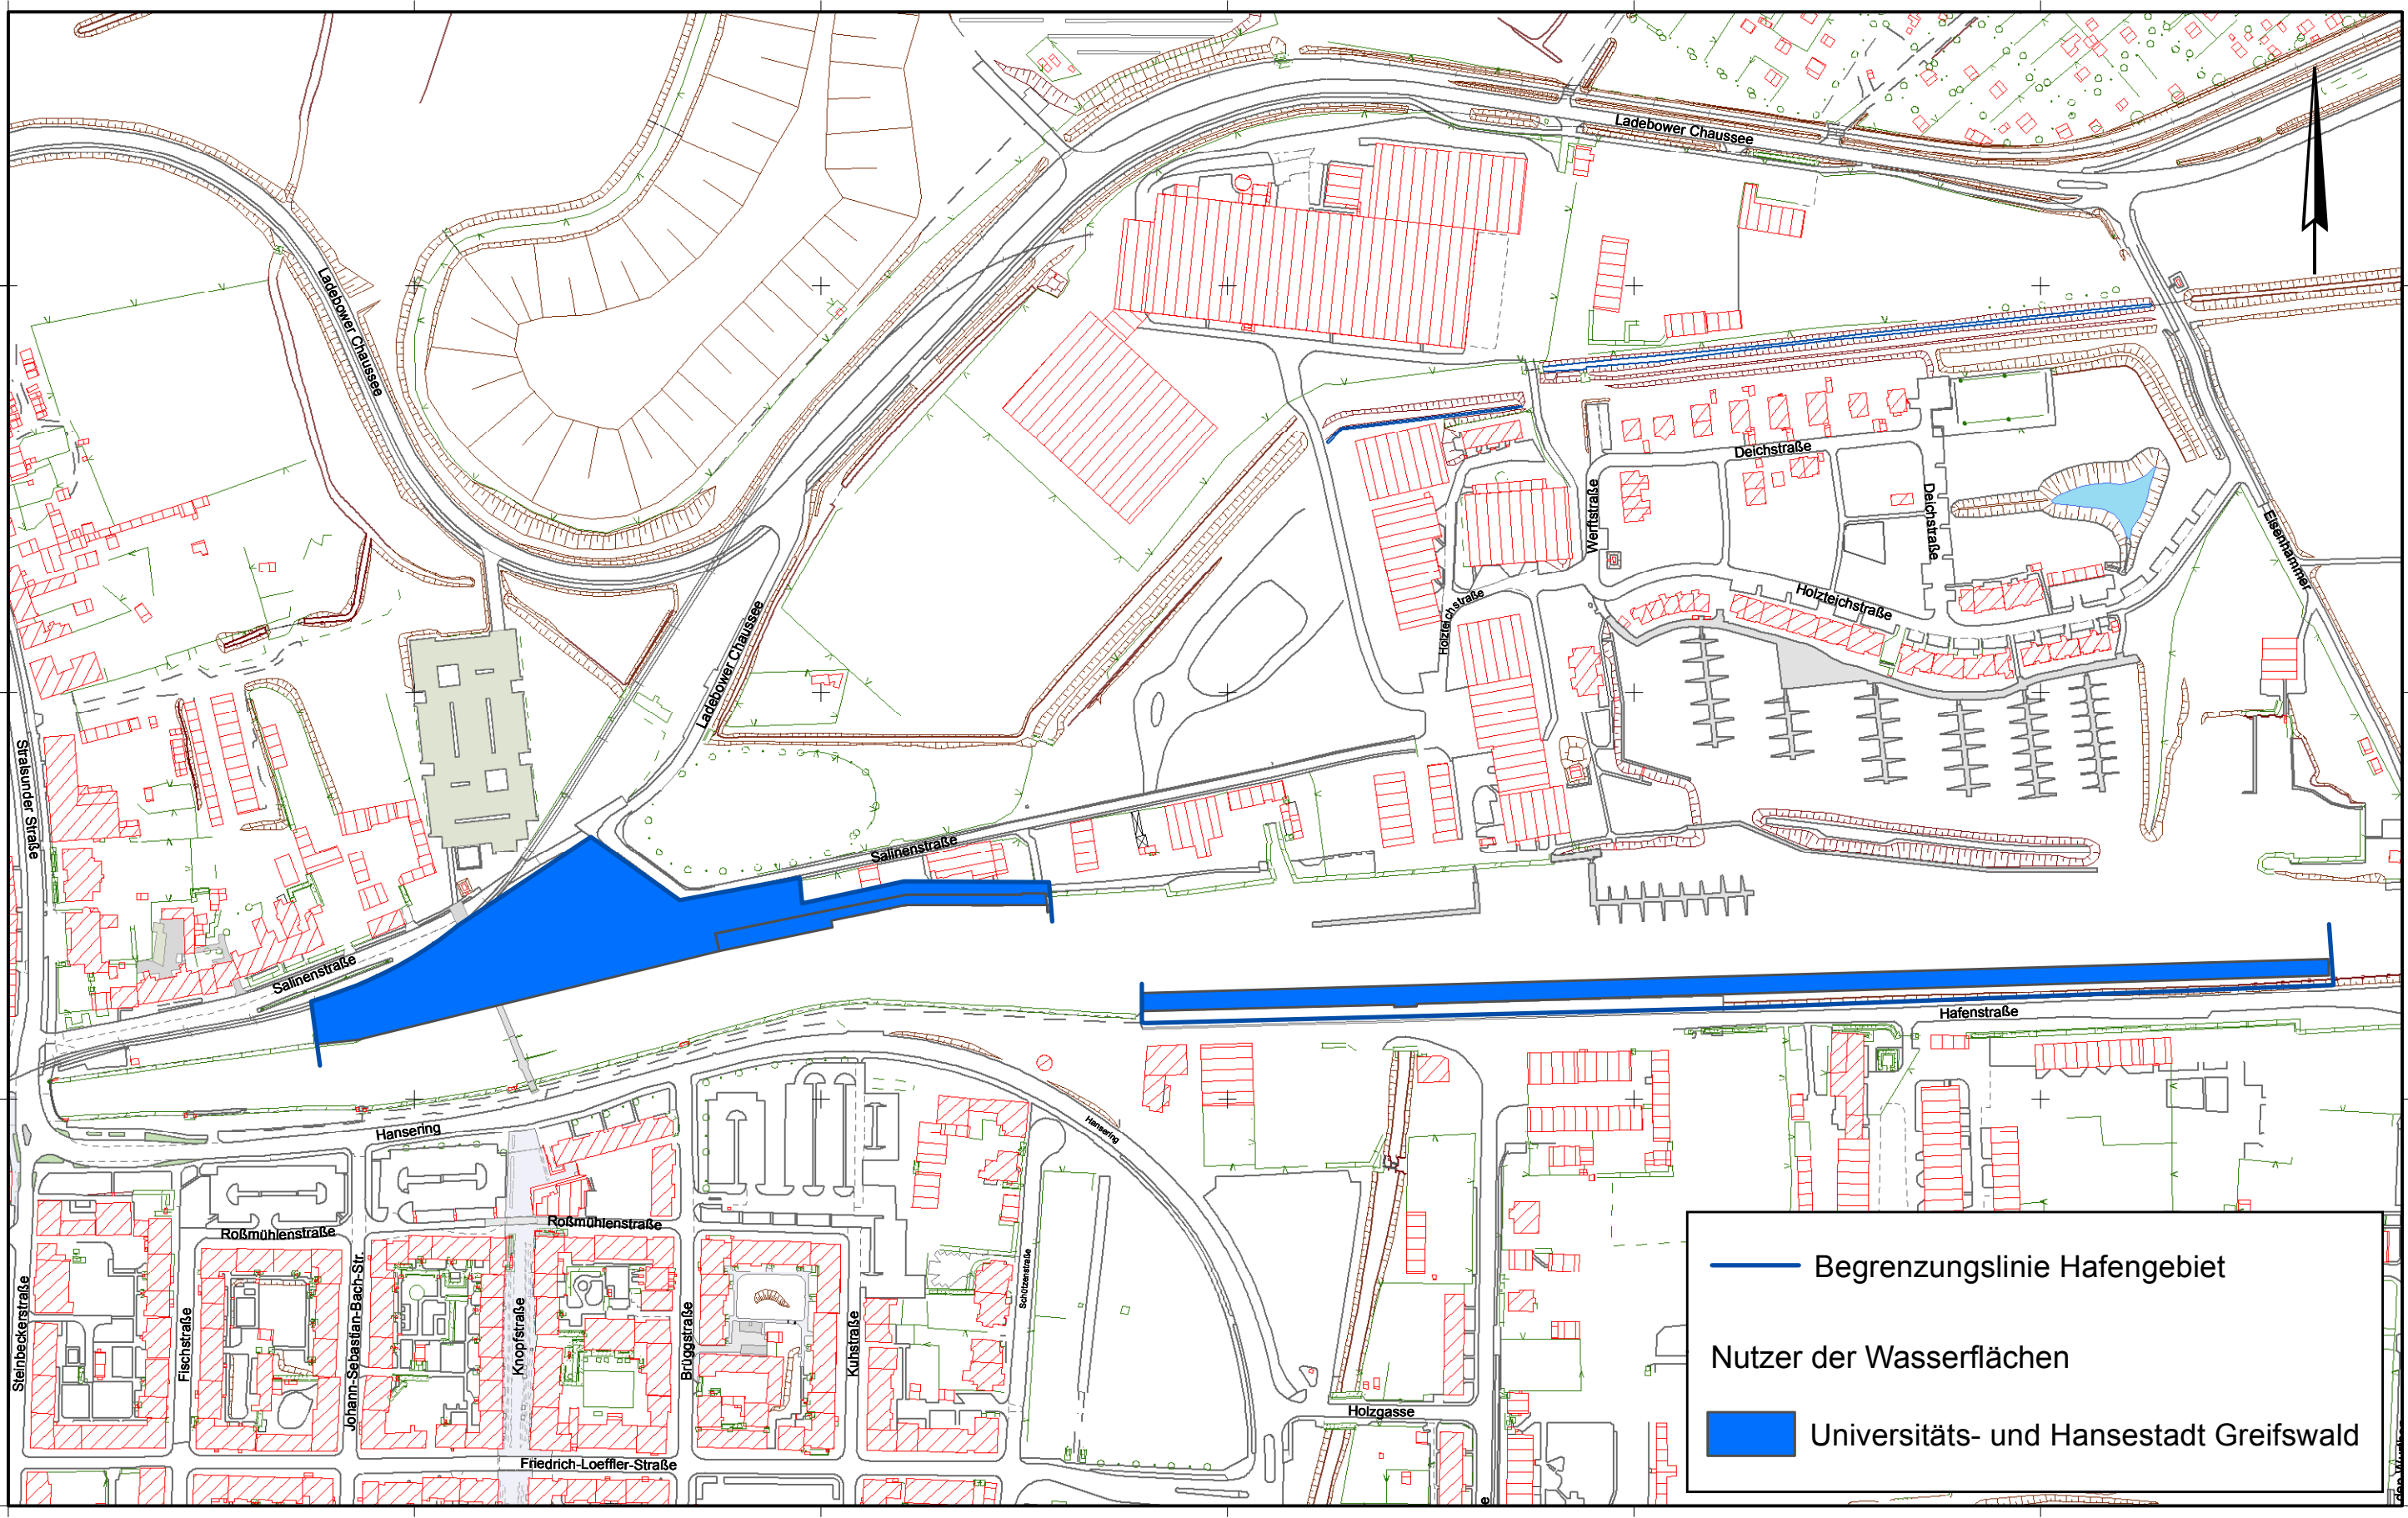 Ladebower Chaussee
Ladebower Chaussee
Deichstraße
Werftstraße
Deichstraße
Eisenhammer
Holzteichstraße
Holzteichstraße
Ladebower Chaussee
Stralsunder Straße
Salinenstraße
Salinenstraße
Hafenstraße
Hansering
Hansering
Roßmühlenstraße
Roßmühlenstraße
Steinbeckerstraße
Fischstraße
Johann-Sebastian-Bach-Str.
Knopfstraße
Brüggstraße
Kuhstraße
Schützenstraße
Holzgasse
Friedrich-Loeffler-Straße
Begrenzungslinie Hafengebiet
Nutzer der Wasserflächen
Universitäts- und Hansestadt Greifswald